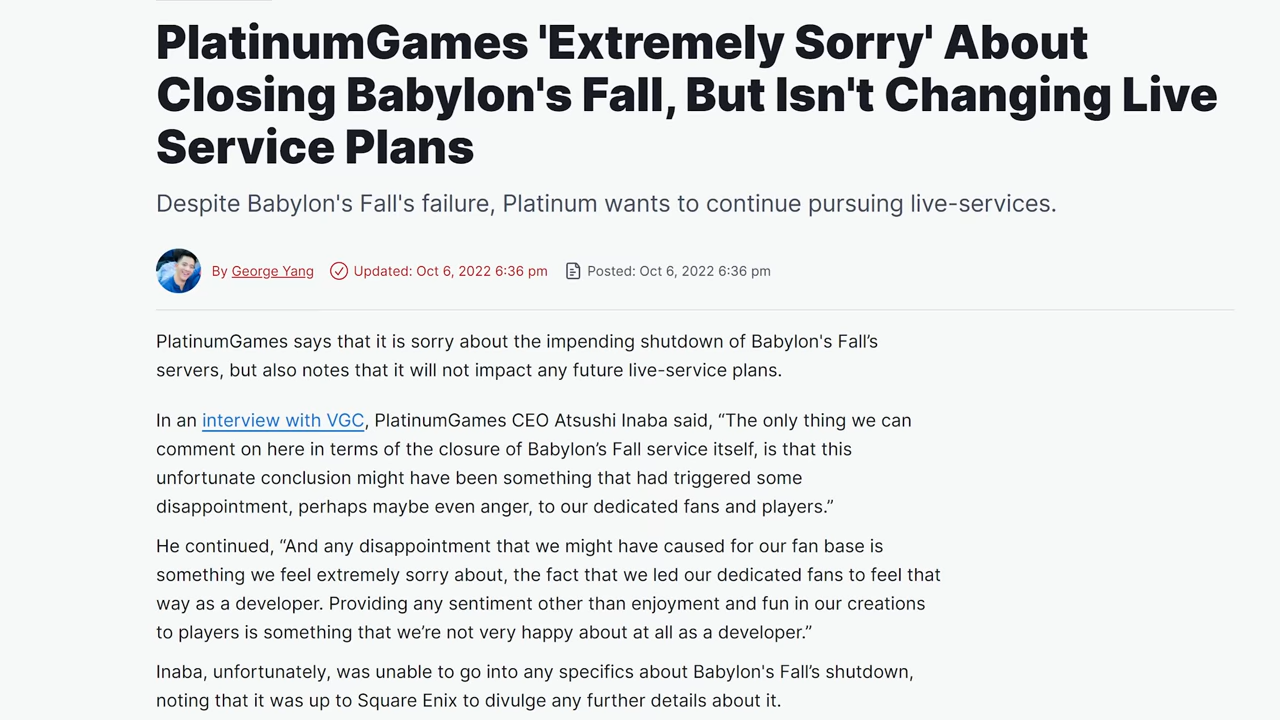 PlatinumGames 'Extremely Sorry' About
Closing Babylon's Fall, But Isn't Changing Live
Service Plans
Despite Babylon's Fall's failure, Platinum wants to continue pursuing live-services.
By George Yang Updated: Oct 6, 2022 6:36 pm Posted: Oct 6, 2022 6:36 pm
PlatinumGames says that it is sorry about the impending shutdown of Babylon's Fall’s
servers, but also notes that it will not impact any future live-service plans.
In an interview with VGC, PlatinumGames CEO Atsushi Inaba said, “The only thing we can
comment on here in terms of the closure of Babylon’s Fall service itself, is that this
unfortunate conclusion might have been something that had triggered some
disappointment, perhaps maybe even anger, to our dedicated fans and players.”
He continued, “And any disappointment that we might have caused for our fan base is
something we feel extremely sorry about, the fact that we led our dedicated fans to feel that
way as a developer. Providing any sentiment other than enjoyment and fun in our creations
to players is something that we’re not very happy about at all as a developer.”
Inaba, unfortunately, was unable to go into any specifics about Babylon's Fall’s shutdown,
noting that it was up to Square Enix to divulge any further details about it.